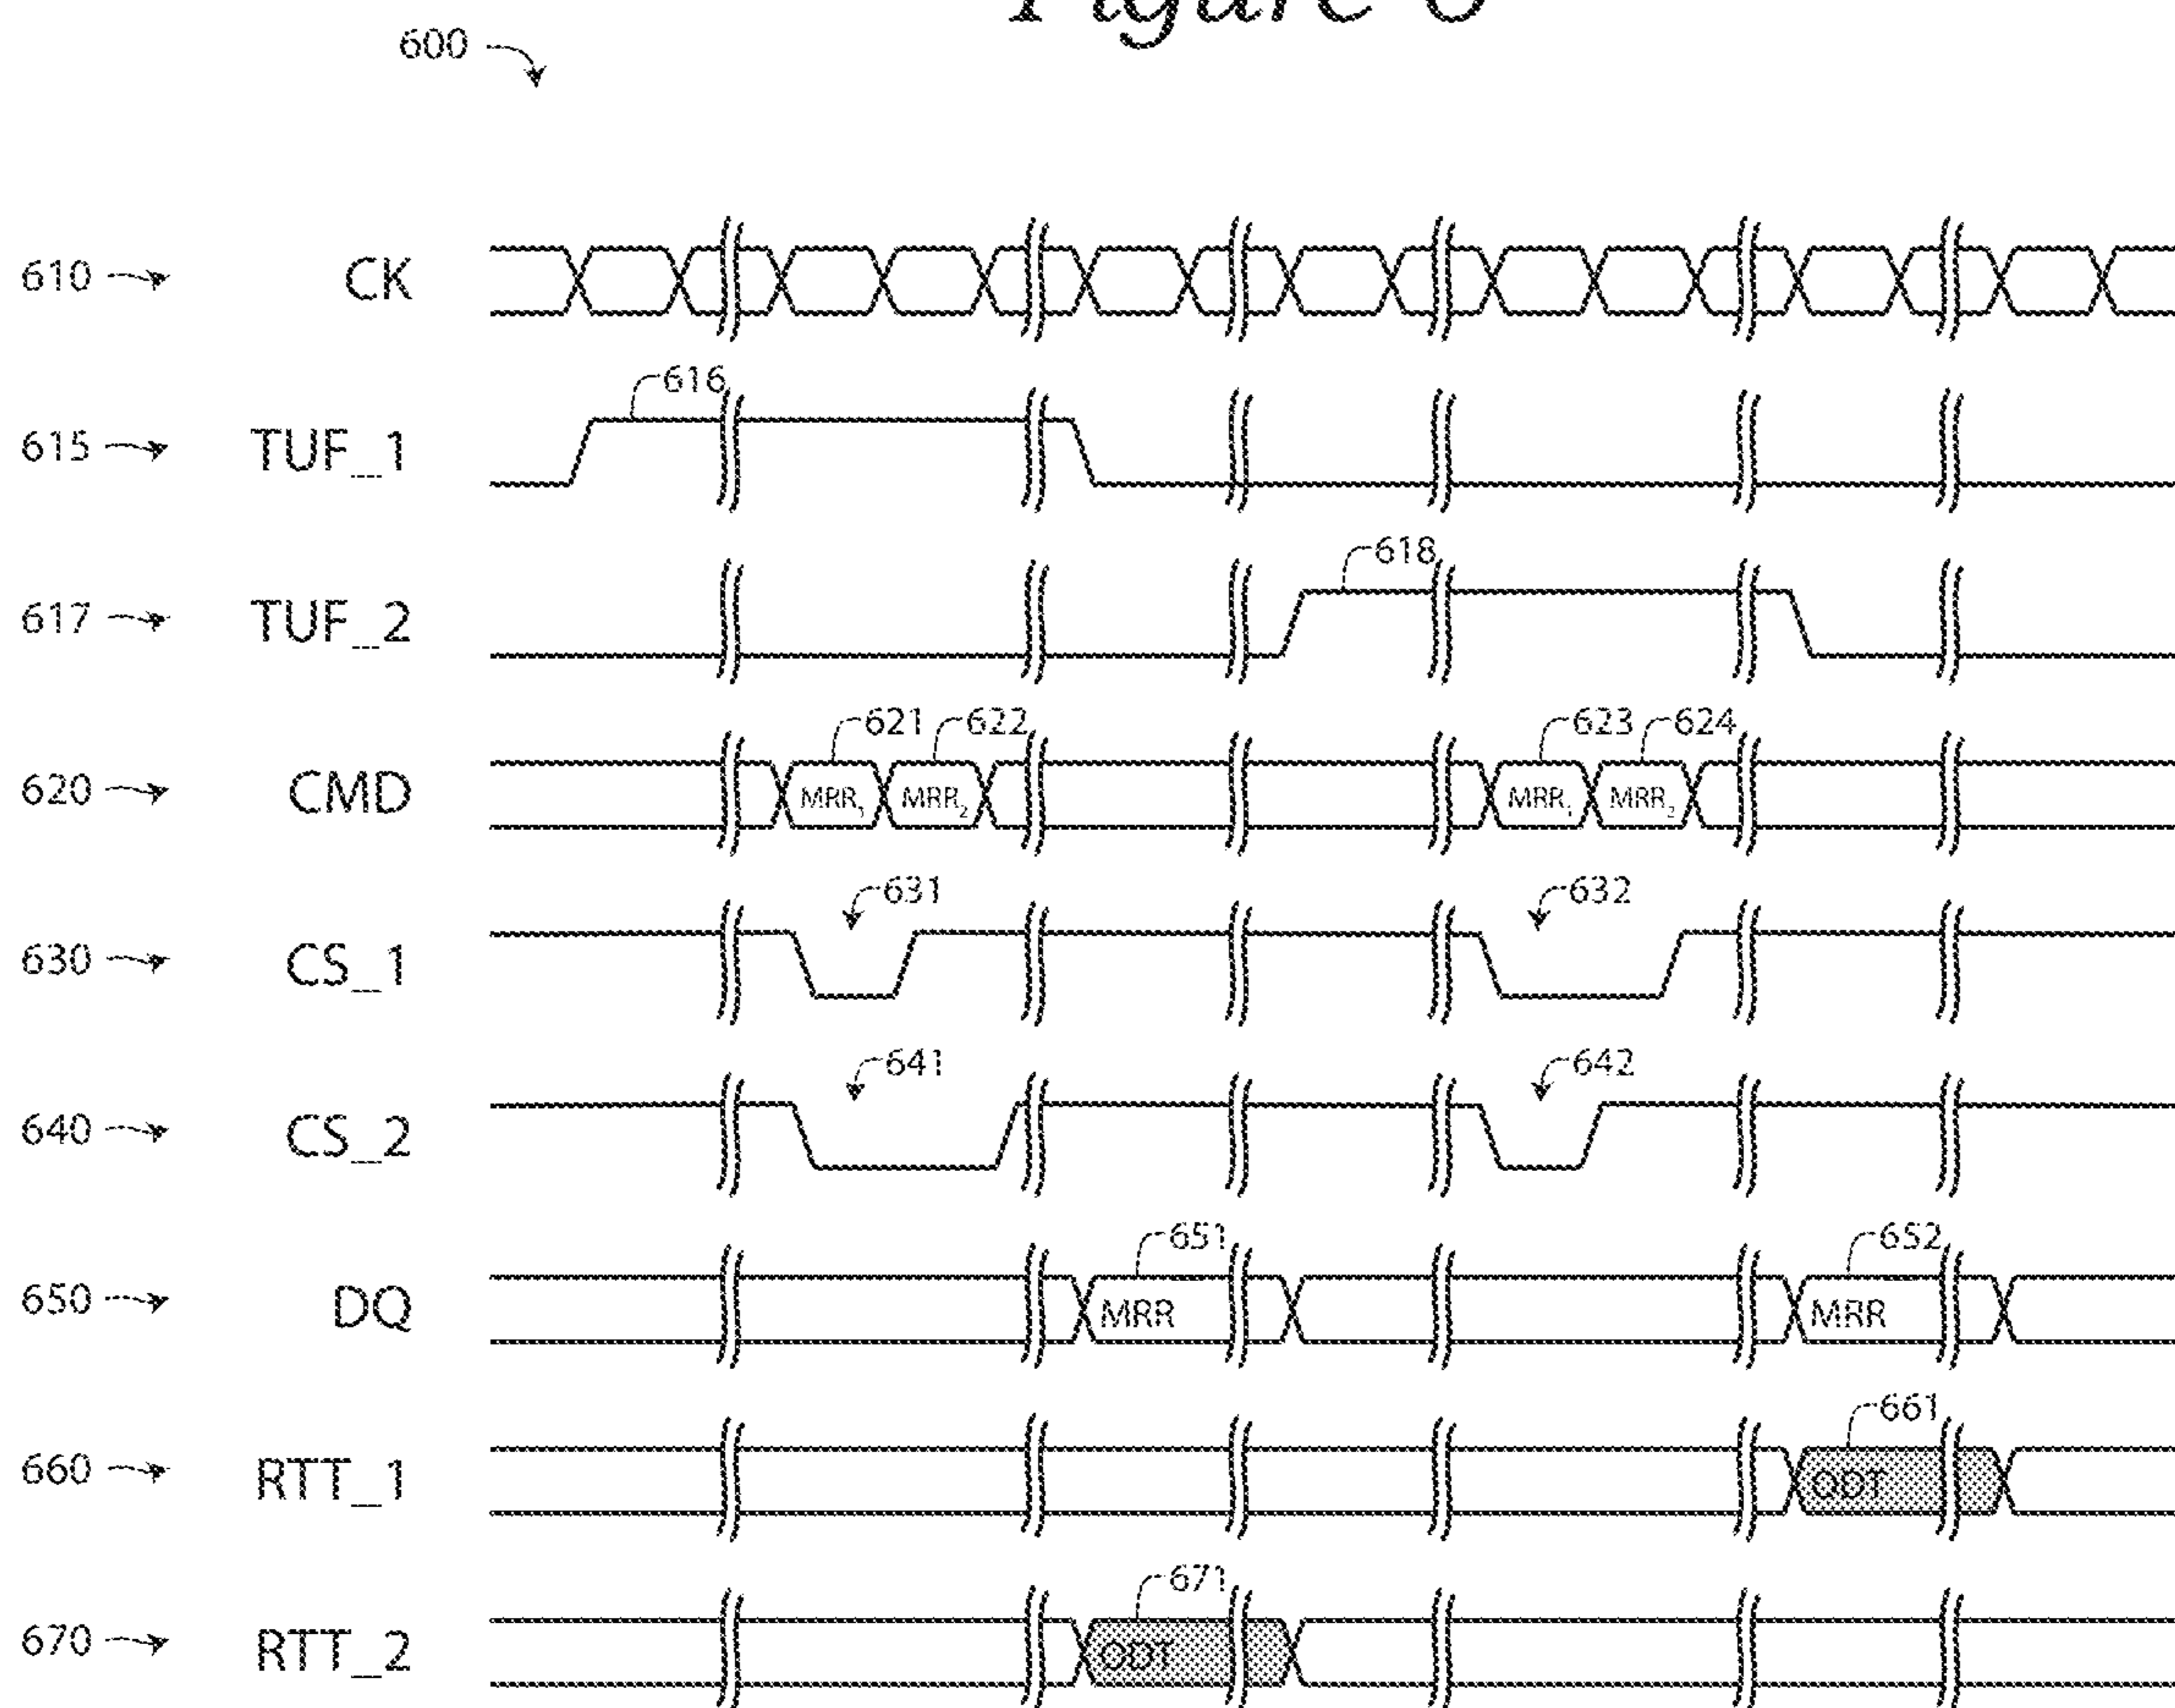 Figure 6
600
610 CK
616
615 TUF_1
618
617 TUF_2
621 622 623 624
620 CMD MRR1 MRR2 MRR1 MRR2
631 632
630 CS_1
641 642
640 CS_2
651 652
650 DQ MRR MRR
661
660 RTT_1 ODT
671
670 RTT_2 ODT